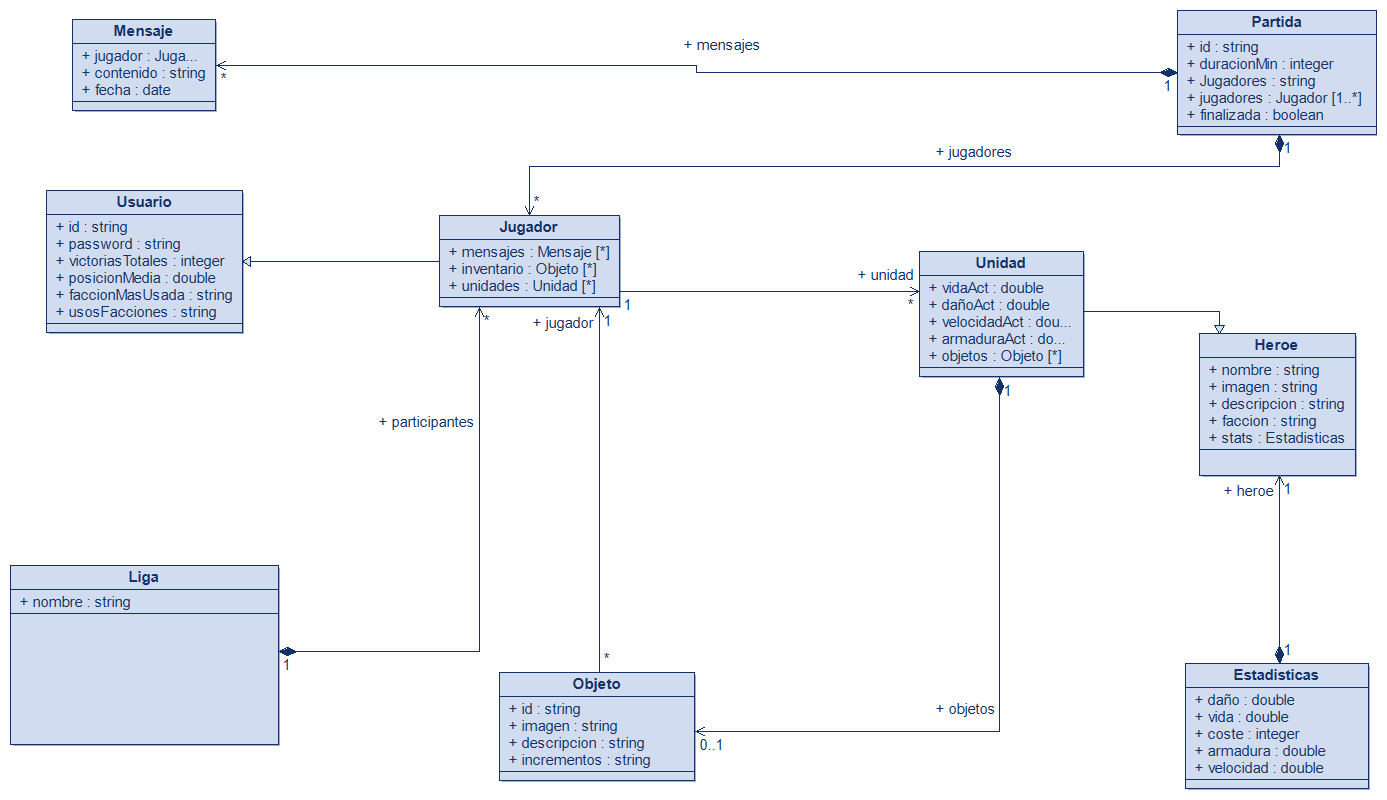 Mensaje
+ jugador : Juga...
+ contenido : string
+ fecha : date
+ mensajes
*
1
Partida
+ id : string
+ duracionMin : integer
+ Jugadores : string
+ jugadores : Jugador [1..*]
+ finalizada : boolean
1
+ jugadores
*
Usuario
+ id : string
+ password : string
+ victoriasTotales : integer
+ posicionMedia : double
+ faccionMasUsada : string
+ usosFacciones : string
Jugador
+ mensajes : Mensaje [*]
+ inventario : Objeto [*]
+ unidades : Unidad [*]
1
+ unidad
*
Unidad
+ vidaAct : double
+ dañoAct : double
+ velocidadAct : dou...
+ armaduraAct : do...
+ objetos : Objeto [*]
1
Heroe
+ nombre : string
+ imagen : string
+ descripcion : string
+ faccion : string
+ stats : Estadisticas
+ heroe
1
*
+ jugador
1
+ participantes
Liga
+ nombre : string
1
*
Objeto
+ id : string
+ imagen : string
+ descripcion : string
+ incrementos : string
+ objetos
0..1
1
Estadisticas
+ daño : double
+ vida : double
+ coste : integer
+ armadura : double
+ velocidad : double